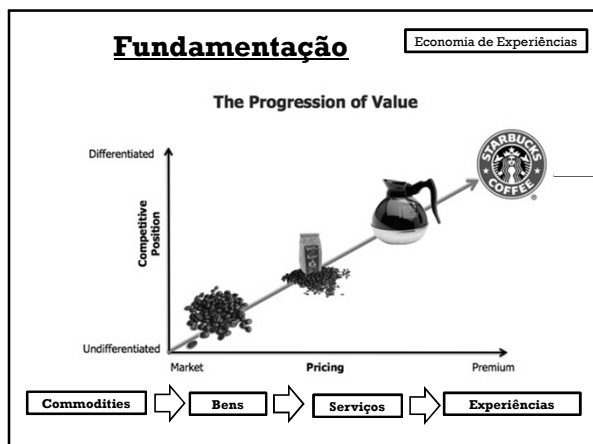 Fundamentação
Economia de Experiências
The Progression of Value
Differentiated
STARBUCKS
COFFEE
®
Competitive
Position
Undifferentiated
Market
Pricing
Premium
Commodities
Bens
Serviços
Experiências